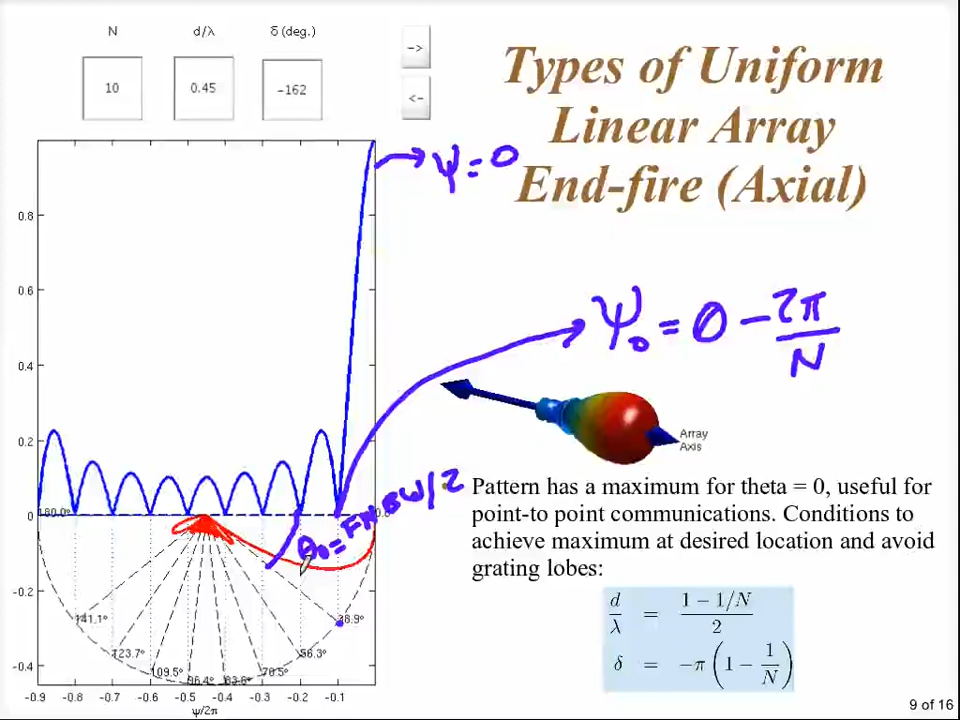 N d/λ δ (deg.)
10 0.45 -162
->
<-
Types of Uniform
Linear Array
End-fire (Axial)
ψ = 0
ψ₀ = 0 - 2π/N
0.8
0.6
0.4
0.2
0
-0.2
-0.4
180.0°
141.1°
123.7°
109.5°
96.4°
83.6°
70.5°
56.3°
38.9°
θ₀ = FNBW/2
-0.9 -0.8 -0.7 -0.6 -0.5 -0.4 -0.3 -0.2 -0.1
ψ/2π
Array
Axis
Pattern has a maximum for theta = 0, useful for
point-to point communications. Conditions to
achieve maximum at desired location and avoid
grating lobes:
d/λ = (1 − 1/N)/2
δ = −π(1 − 1/N)
9 of 16